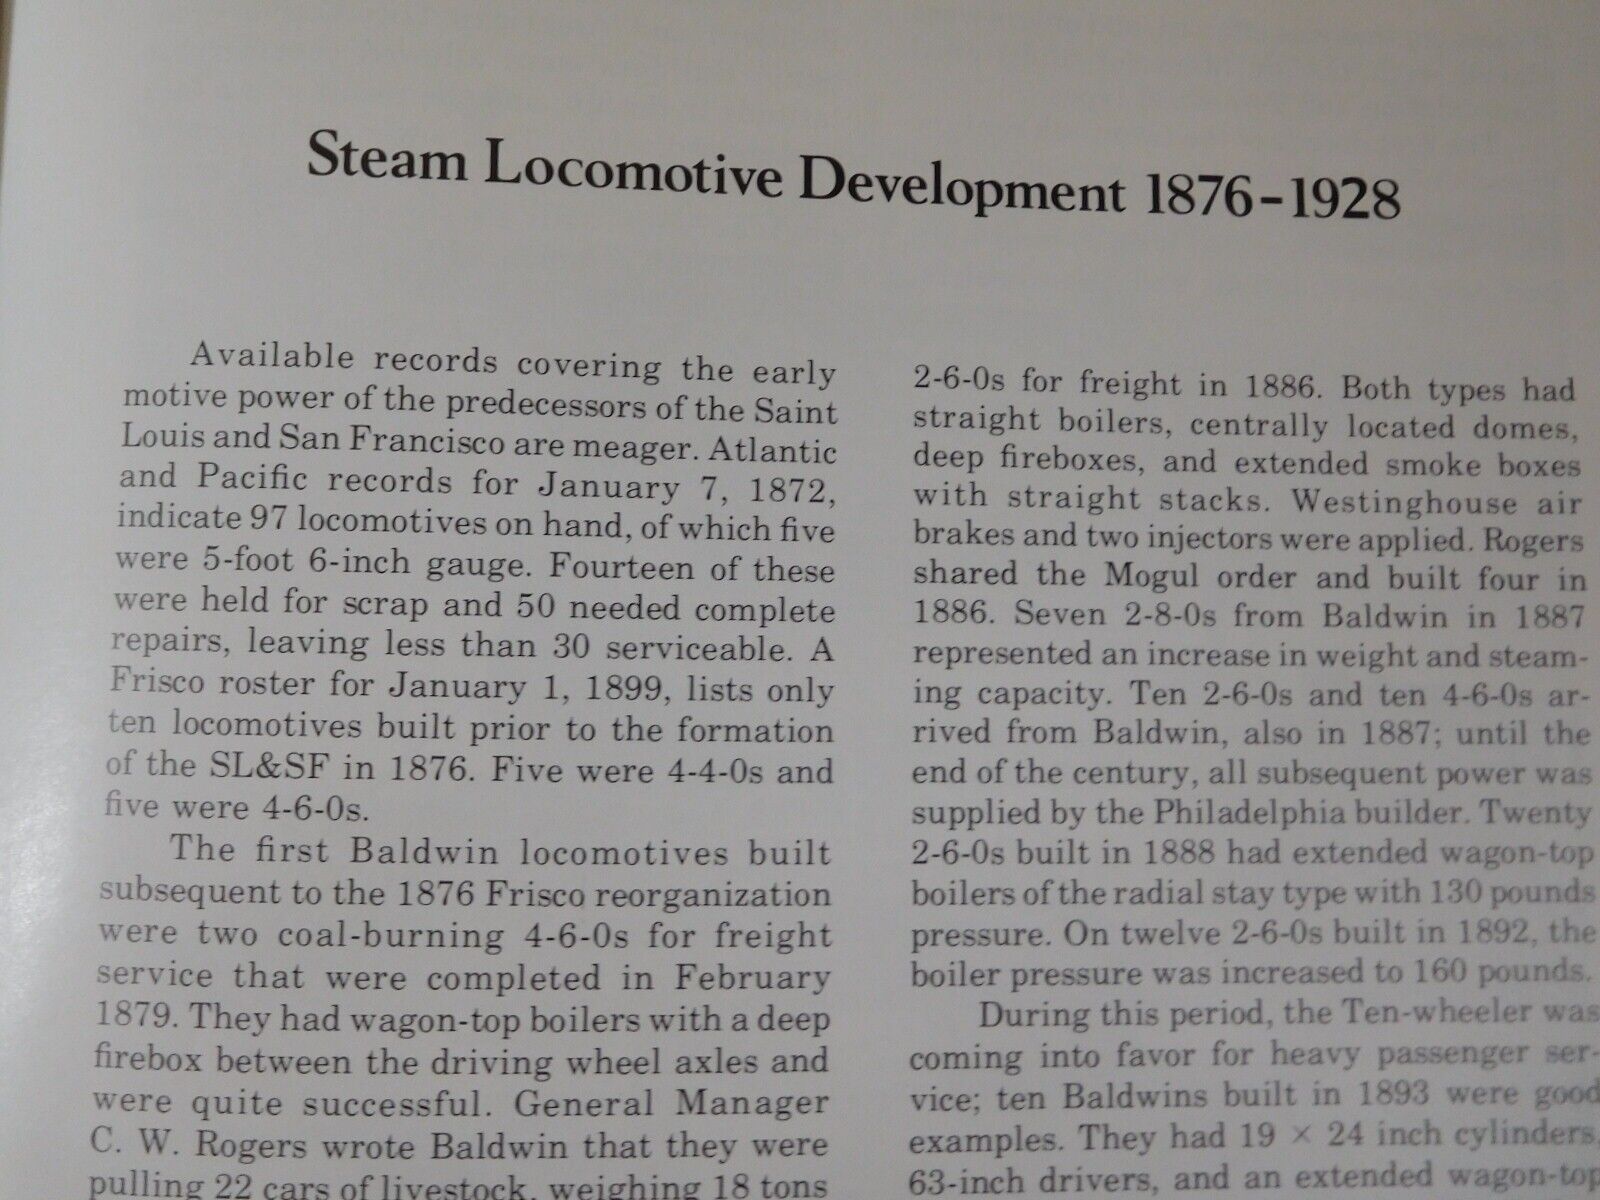 Steam Locomotive Development 1876-1928
Available records covering the early
motive power of the predecessors of the Saint
Louis and San Francisco are meager. Atlantic
and Pacific records for January 7, 1872,
indicate 97 locomotives on hand, of which five
were 5-foot 6-inch gauge. Fourteen of these
were held for scrap and 50 needed complete
repairs, leaving less than 30 serviceable. A
Frisco roster for January 1, 1899, lists only
ten locomotives built prior to the formation
of the SL&SF in 1876. Five were 4-4-0s and
five were 4-6-0s.
The first Baldwin locomotives built
subsequent to the 1876 Frisco reorganization
were two coal-burning 4-6-0s for freight
service that were completed in February
1879. They had wagon-top boilers with a deep
firebox between the driving wheel axles and
were quite successful. General Manager
C. W. Rogers wrote Baldwin that they were
pulling 22 cars of livestock, weighing 18 tons
2-6-0s for freight in 1886. Both types had
straight boilers, centrally located domes,
deep fireboxes, and extended smoke boxes
with straight stacks. Westinghouse air
brakes and two injectors were applied. Rogers
shared the Mogul order and built four in
1886. Seven 2-8-0s from Baldwin in 1887
represented an increase in weight and steam-
ing capacity. Ten 2-6-0s and ten 4-6-0s ar-
rived from Baldwin, also in 1887; until the
end of the century, all subsequent power was
supplied by the Philadelphia builder. Twenty
2-6-0s built in 1888 had extended wagon-top
boilers of the radial stay type with 130 pounds
pressure. On twelve 2-6-0s built in 1892, the
boiler pressure was increased to 160 pounds.
During this period, the Ten-wheeler was
coming into favor for heavy passenger ser-
vice; ten Baldwins built in 1893 were good
examples. They had 19 × 24 inch cylinders,
63-inch drivers, and an extended wagon-top